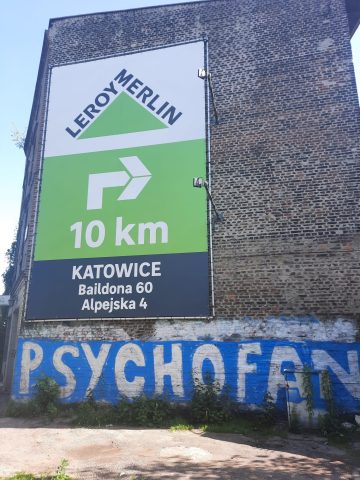 LEROY MERLIN
10 km
KATOWICE
Baildona 60
Alpejska 4
PSYCHOFAN